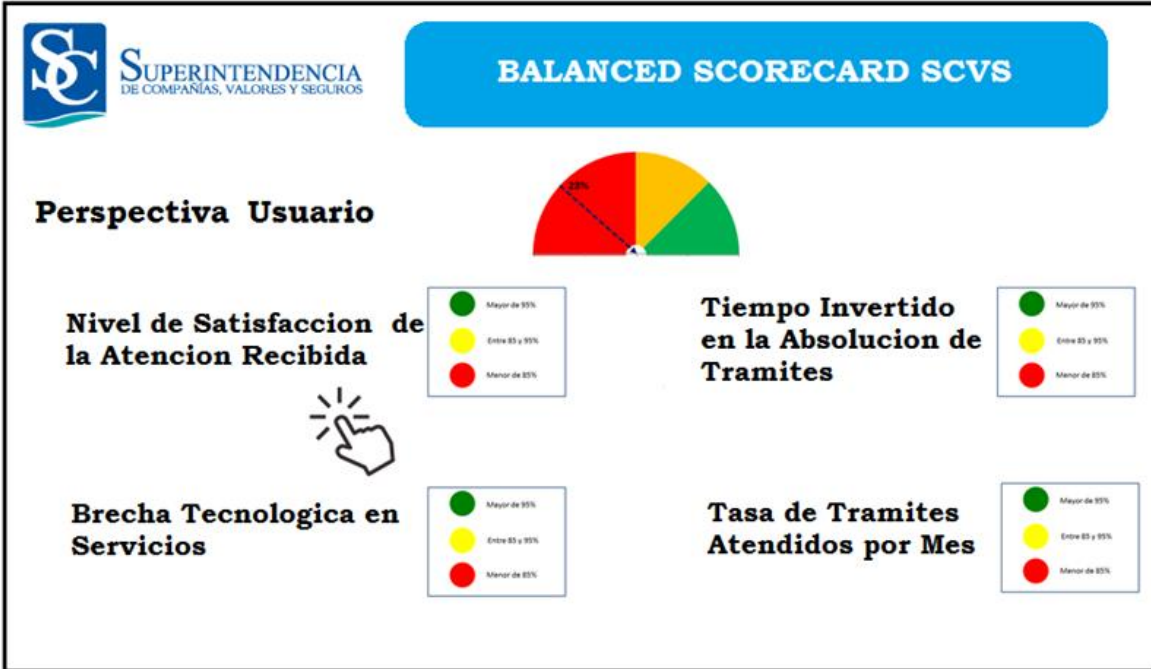 SC
SUPERINTENDENCIA
DE COMPAÑÍAS, VALORES Y SEGUROS
BALANCED SCORECARD SCVS
Perspectiva Usuario
Nivel de Satisfaccion de
la Atencion Recibida
Mayor de 95%
Entre 85 y 95%
Menor de 85%
Tiempo Invertido
en la Absolucion de
Tramites
Mayor de 95%
Entre 85 y 95%
Menor de 85%
Brecha Tecnologica en
Servicios
Mayor de 95%
Entre 85 y 95%
Menor de 85%
Tasa de Tramites
Atendidos por Mes
Mayor de 95%
Entre 85 y 95%
Menor de 85%